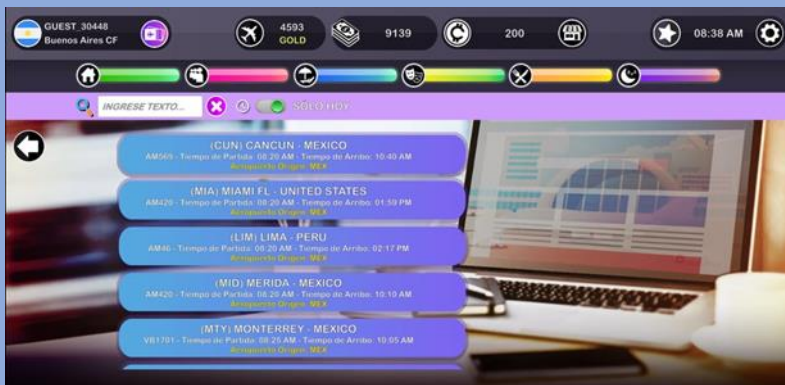 GUEST_30448
Buenos Aires CF
4593
GOLD
9139
200
08:38 AM
INGRESE TEXTO...
SOLO HOY
(CUN) CANCUN - MEXICO
AM569 - Tiempo de Partida: 08:20 AM - Tiempo de Arribo: 10:40 AM
Aeropuerto Origen: MEX
(MIA) MIAMI FL - UNITED STATES
AM420 - Tiempo de Partida: 08:20 AM - Tiempo de Arribo: 01:59 PM
Aeropuerto Origen: MEX
(LIM) LIMA - PERU
AM46 - Tiempo de Partida: 08:20 AM - Tiempo de Arribo: 02:17 PM
Aeropuerto Origen: MEX
(MID) MERIDA - MEXICO
AM420 - Tiempo de Partida: 08:20 AM - Tiempo de Arribo: 10:10 AM
Aeropuerto Origen: MEX
(MTY) MONTERREY - MEXICO
VB1701 - Tiempo de Partida: 08:25 AM - Tiempo de Arribo: 10:05 AM
Aeropuerto Origen: MEX